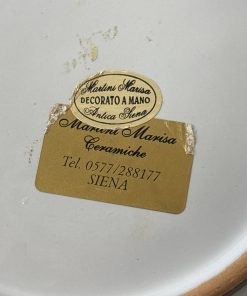 Martini Marisa
DECORATO A MANO
Antica Siena
Martini Marisa
Ceramiche
Tel. 0577/288177
SIENA